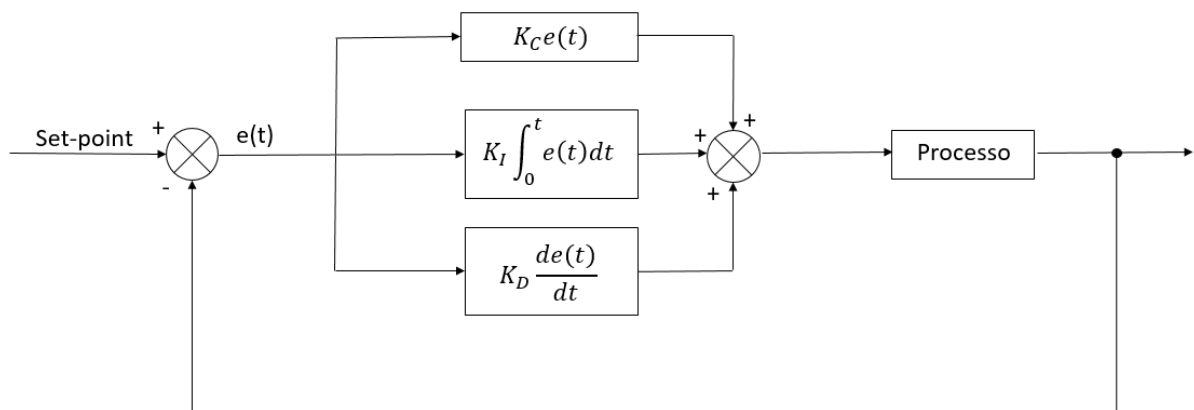 Set-point
+
-
e(t)
K_C e(t)
K_I ∫_0^t e(t)dt
K_D de(t)/dt
+
+
+
Processo